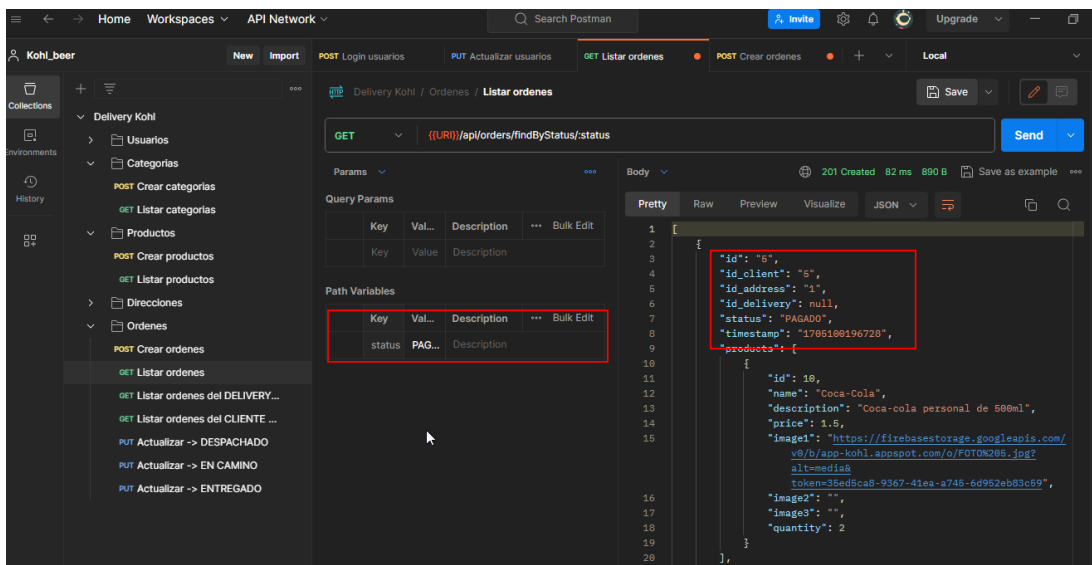 Home Workspaces API Network Search Postman Invite Upgrade
Kohl_beer New Import POST Login usuarios PUT Actualizar usuarios GET Listar ordenes POST Crear ordenes Local
Collections
Environments
History
Delivery Kohl
Usuarios
Categorias
POST Crear categorias
GET Listar categorias
Productos
POST Crear productos
GET Listar productos
Direcciones
Ordenes
POST Crear ordenes
GET Listar ordenes
GET Listar ordenes del DELIVERY...
GET Listar ordenes del CLIENTE ...
PUT Actualizar -> DESPACHADO
PUT Actualizar -> EN CAMINO
PUT Actualizar -> ENTREGADO
HTTP Delivery Kohl / Ordenes / Listar ordenes Save
GET {{URI}}/api/orders/findByStatus/:status Send
Params
Query Params
Key Val... Description ... Bulk Edit
Key Value Description
Path Variables
Key Val... Description ... Bulk Edit
status PAG... Description
Body 201 Created 82 ms 890 B Save as example
Pretty Raw Preview Visualize JSON
1 [
2 {
3 "id": "5",
4 "id_client": "5",
5 "id_address": "1",
6 "id_delivery": null,
7 "status": "PAGADO",
8 "timestamp": "1705100196728",
9 "products": [
10 {
11 "id": 10,
12 "name": "Coca-Cola",
13 "description": "Coca-cola personal de 500ml",
14 "price": 1.5,
15 "image1": "https://firebasestorage.googleapis.com/
v0/b/app-kohl.appspot.com/o/FOTO%205.jpg?
alt=media&
token=35ed5ca8-9367-41ea-a745-6d952eb83c59",
16 "image2": "",
17 "image3": "",
18 "quantity": 2
19 }
20 ],